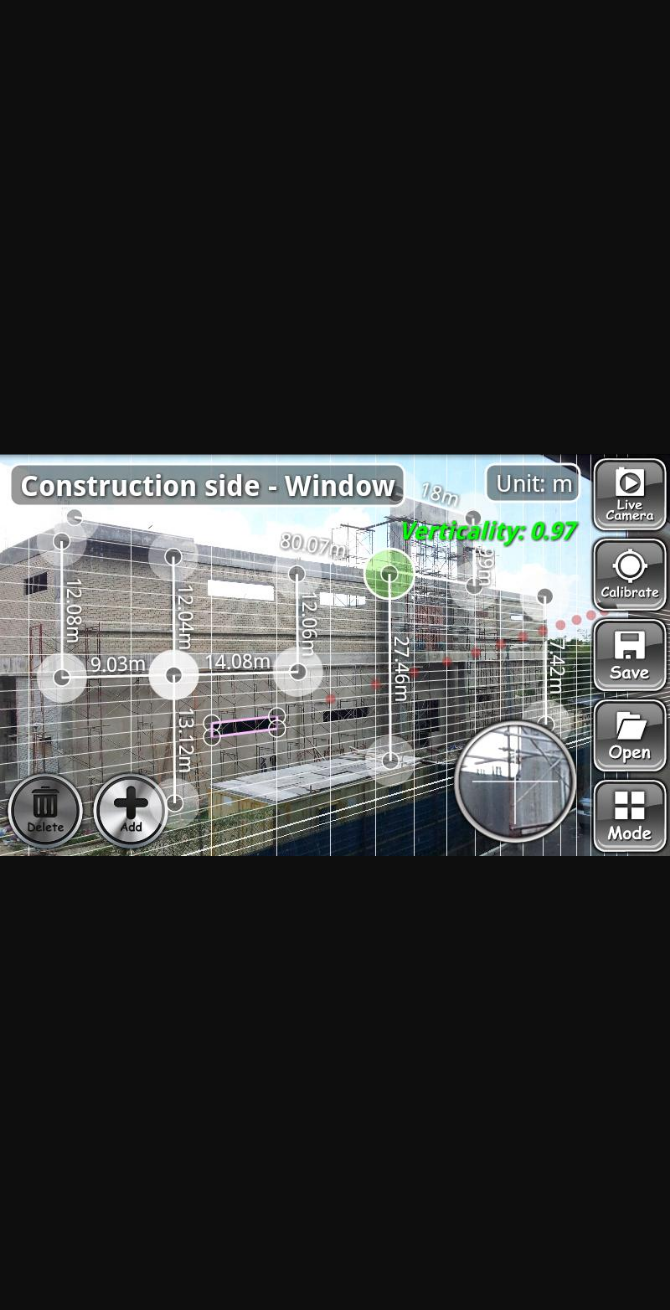 Construction side - Window
18m
Unit: m
Live
Camera
Verticality: 0.97
80.07m
12.08m
12.04m
12.06m
Calibrate
9.03m
14.08m
27.46m
7.42m
Save
13.12m
Open
Delete
Add
Mode